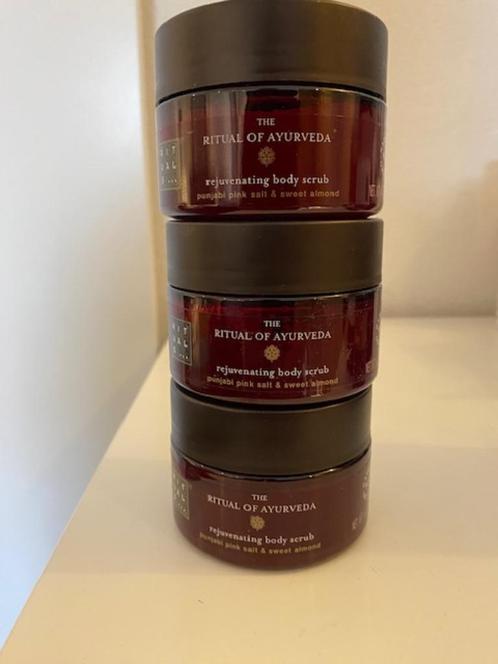 THE
RITUAL OF AYURVEDA
rejuvenating body scrub
punjabi pink salt & sweet almond
NET
THE
RITUAL OF AYURVEDA
rejuvenating body scrub
punjabi pink salt & sweet almond
THE
RITUAL OF AYURVEDA
rejuvenating body scrub
punjabi pink salt & sweet almond